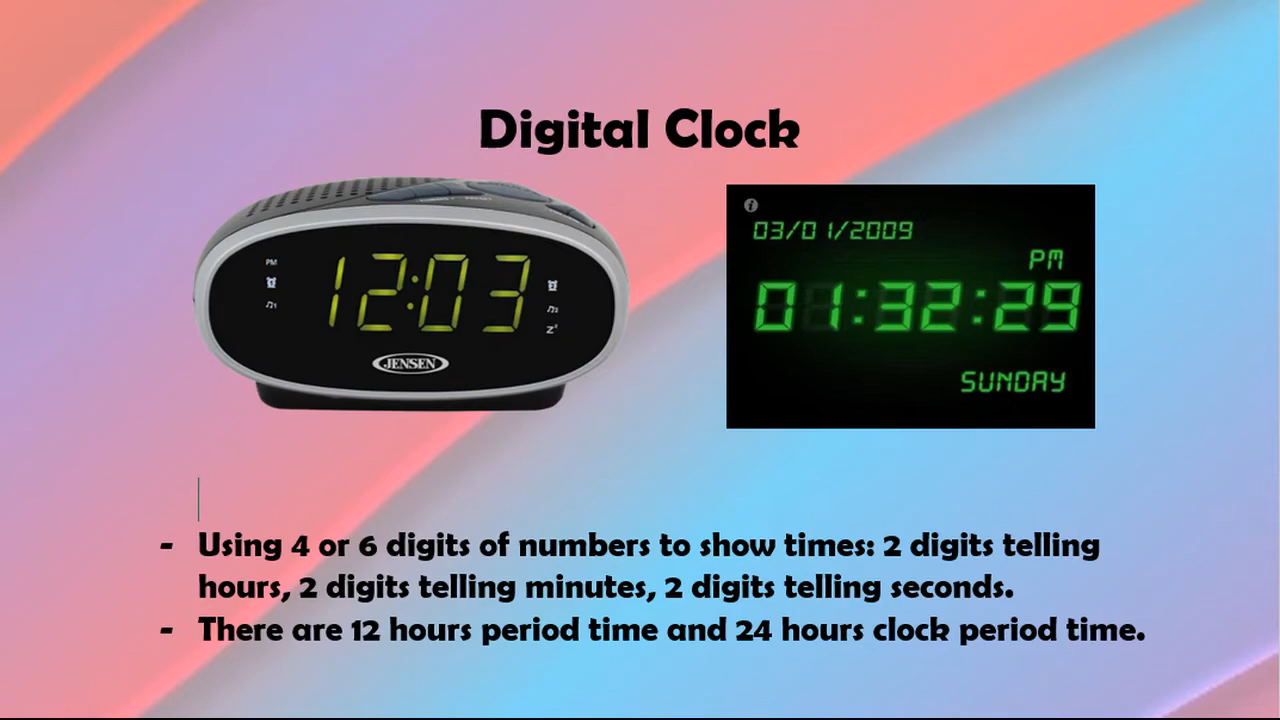 Digital Clock
PM
12:03
JENSEN
03/01/2009
PM
01:32:29
SUNDAY
- Using 4 or 6 digits of numbers to show times: 2 digits telling
hours, 2 digits telling minutes, 2 digits telling seconds.
- There are 12 hours period time and 24 hours clock period time.